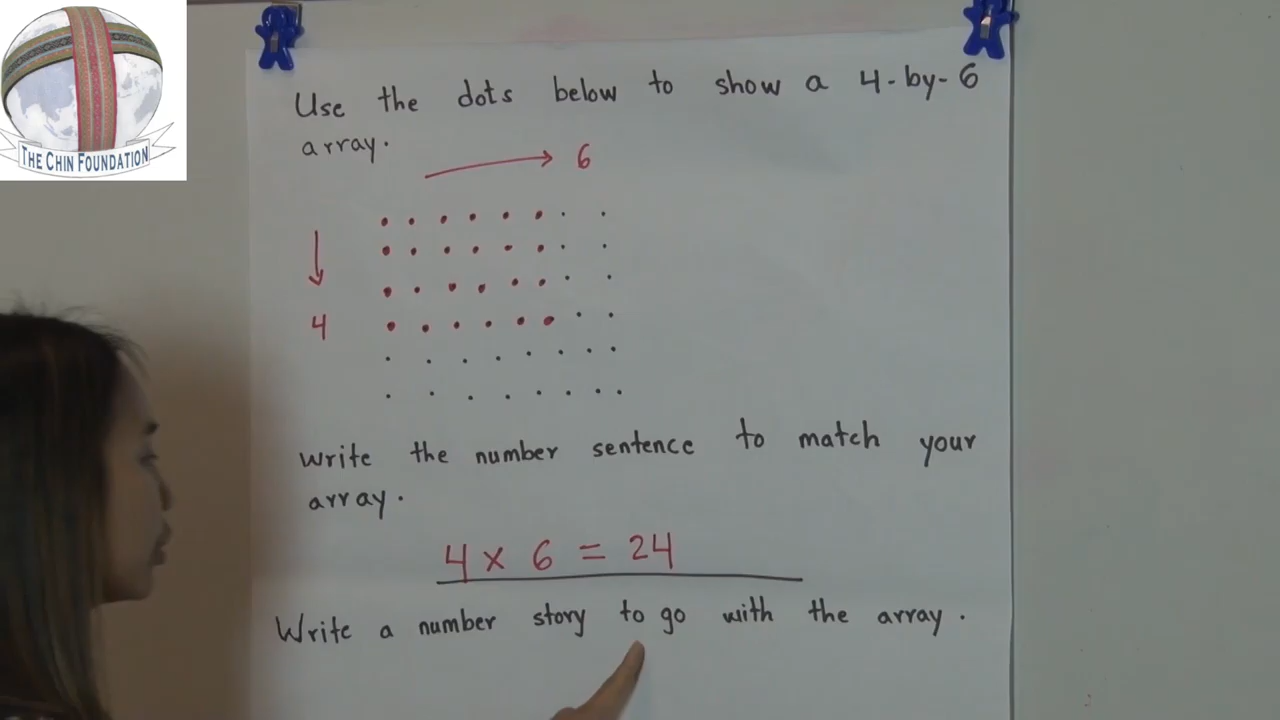 THE CHIN FOUNDATION
Use the dots below to show a 4-by-6
array.
6
4
write the number sentence to match your
array.
4 x 6 = 24
Write a number story to go with the array.